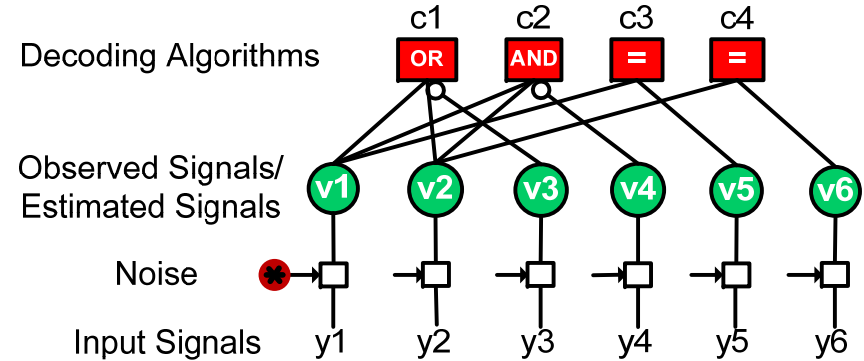 c1 c2 c3 c4
Decoding Algorithms OR AND = =
Observed Signals/
Estimated Signals
v1 v2 v3 v4 v5 v6
Noise *
Input Signals y1 y2 y3 y4 y5 y6